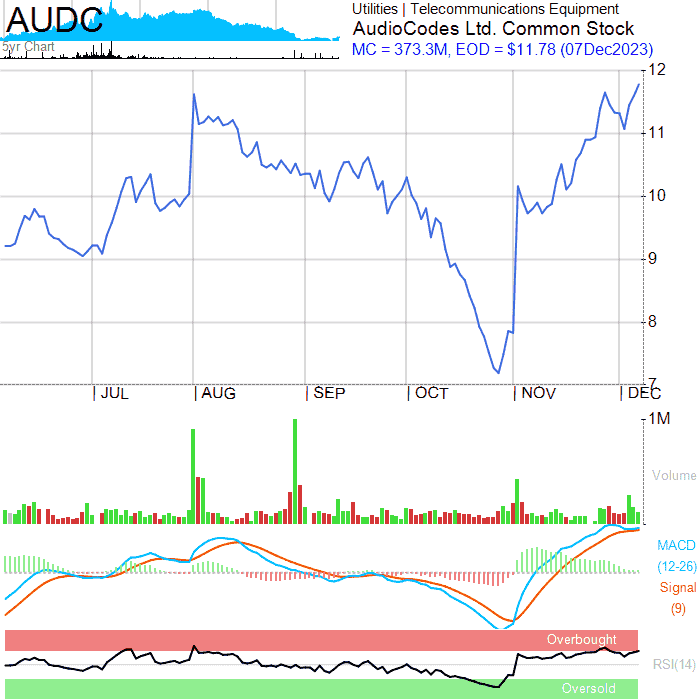 AUDC
5yr Chart
Utilities | Telecommunications Equipment
AudioCodes Ltd. Common Stock
MC = 373.3M, EOD = $11.78 (07Dec2023)
12
11
10
9
8
7
JUL
AUG
SEP
OCT
NOV
DEC
1M
Volume
MACD
(12-26)
Signal
(9)
Overbought
RSI(14)
Oversold